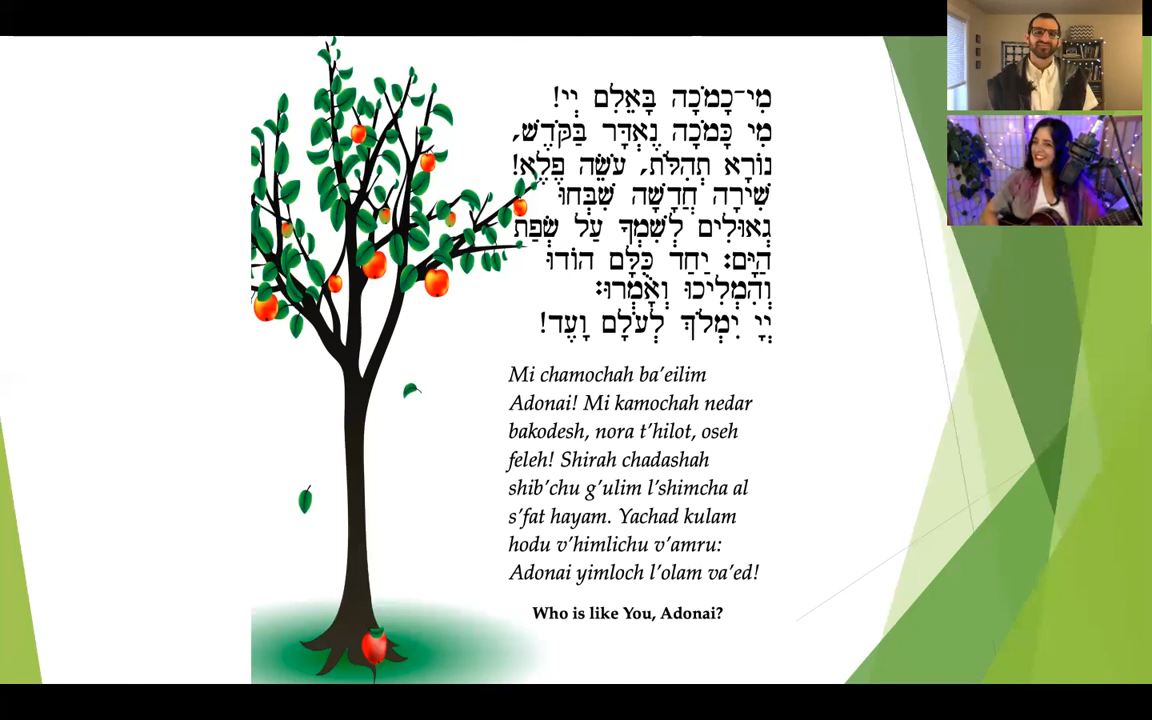 מִי־כָמֹכָה בָּאֵלִם יְיָ!
מִי כָּמֹכָה נֶאְדָּר בַּקֹּדֶשׁ,
נוֹרָא תְהִלֹּת, עֹשֵׂה פֶלֶא!
שִׁירָה חֲדָשָׁה שִׁבְּחוּ
גְאוּלִים לְשִׁמְךָ עַל שְׂפַת
הַיָּם: יַחַד כֻּלָּם הוֹדוּ
וְהִמְלִיכוּ וְאָמְרוּ:
יְיָ יִמְלֹךְ לְעֹלָם וָעֶד!
Mi chamochah ba'eilim
Adonai! Mi kamochah nedar
bakodesh, nora t'hilot, oseh
feleh! Shirah chadashah
shib'chu g'ulim l'shimcha al
s'fat hayam. Yachad kulam
hodu v'himlichu v'amru:
Adonai yimloch l'olam va'ed!
Who is like You, Adonai?